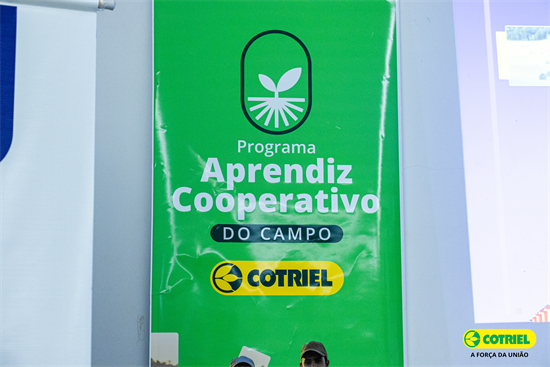 Programa
Aprendiz
Cooperativo
DO CAMPO
COTRIEL
COTRIEL
A FORÇA DA UNIÃO